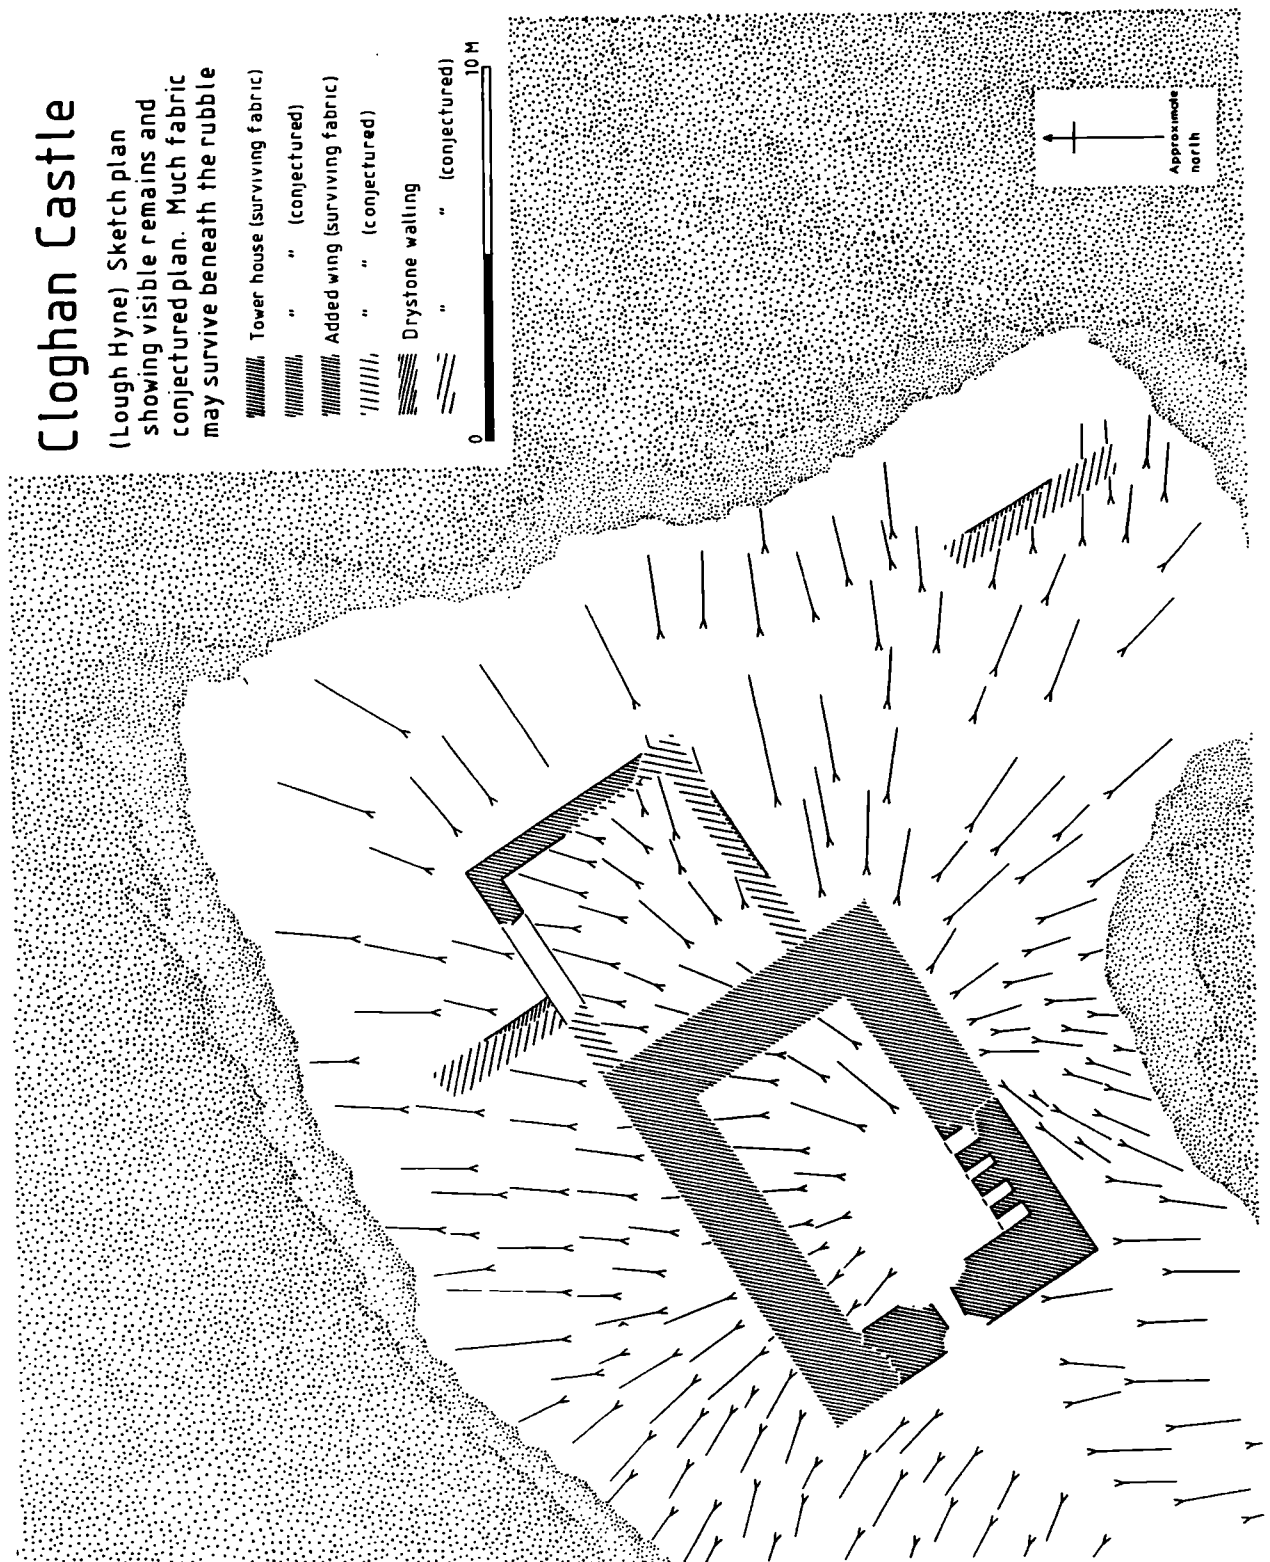 Cloghan Castle
(Lough Hyne) Sketch plan
showing visible remains and
conjectured plan. Much fabric
may survive beneath the rubble
Tower house (surviving fabric)
" " (conjectured)
Added wing (surviving fabric)
" " (conjectured)
Drystone walling
" " (conjectured)
0 10 M
Approximate
north